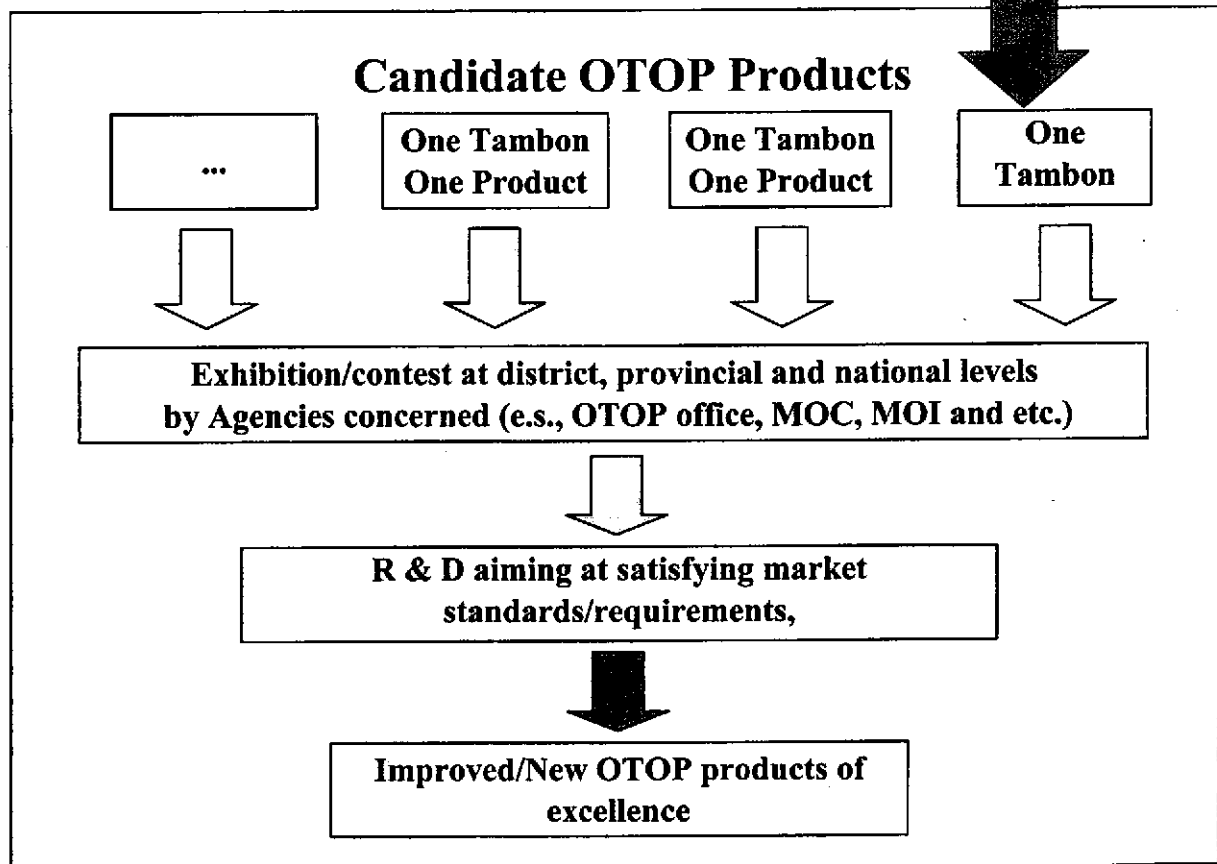 Candidate OTOP Products
...
One Tambon
One Product
One Tambon
One Product
One
Tambon
Exhibition/contest at district, provincial and national levels
by Agencies concerned (e.s., OTOP office, MOC, MOI and etc.)
R & D aiming at satisfying market
standards/requirements,
Improved/New OTOP products of
excellence